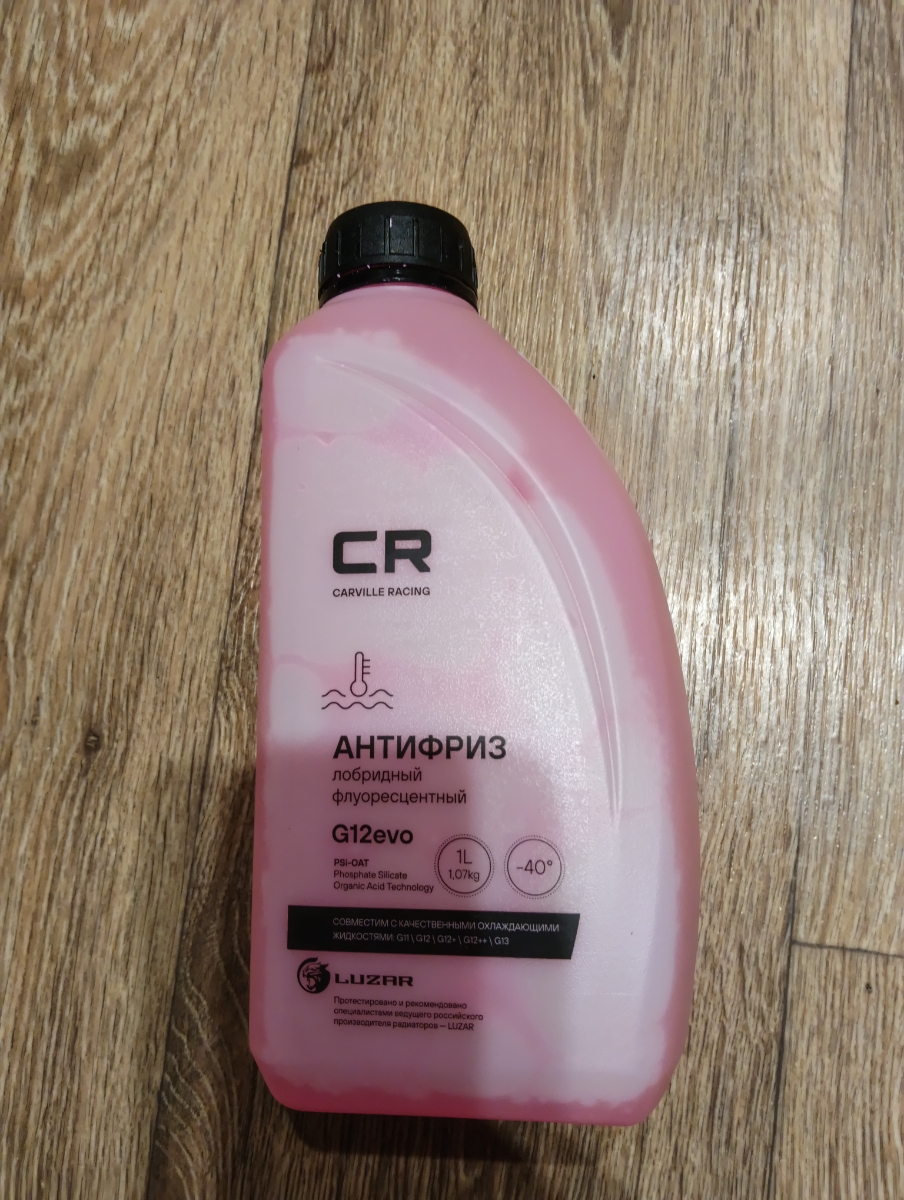 CR
CARVILLE RACING
АНТИФРИЗ
лобридный
флуоресцентный
G12evo
PSi-OAT
Phosphate Silicate
Organic Acid Technology
1L
1,07kg
-40°
СОВМЕСТИМ С КАЧЕСТВЕННЫМИ ОХЛАЖДАЮЩИМИ
ЖИДКОСТЯМИ: G11 \ G12 \ G12+ \ G12++ \ G13
LUZAR
Протестировано и рекомендовано
специалистами ведущего российского
производителя радиаторов — LUZAR